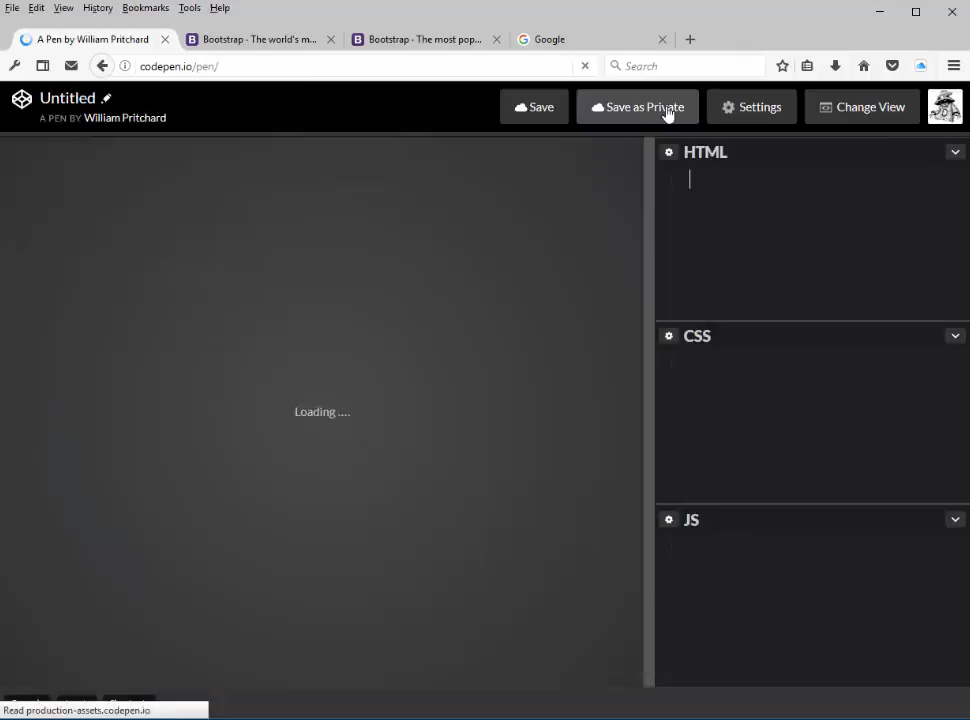 File Edit View History Bookmarks Tools Help
A Pen by William Pritchard
Bootstrap - The world's m...
Bootstrap - The most pop...
Google
codepen.io/pen/
Search
Untitled
A PEN BY William Pritchard
Save
Save as Private
Settings
Change View
HTML
Loading ....
CSS
JS
Read production-assets.codepen.io